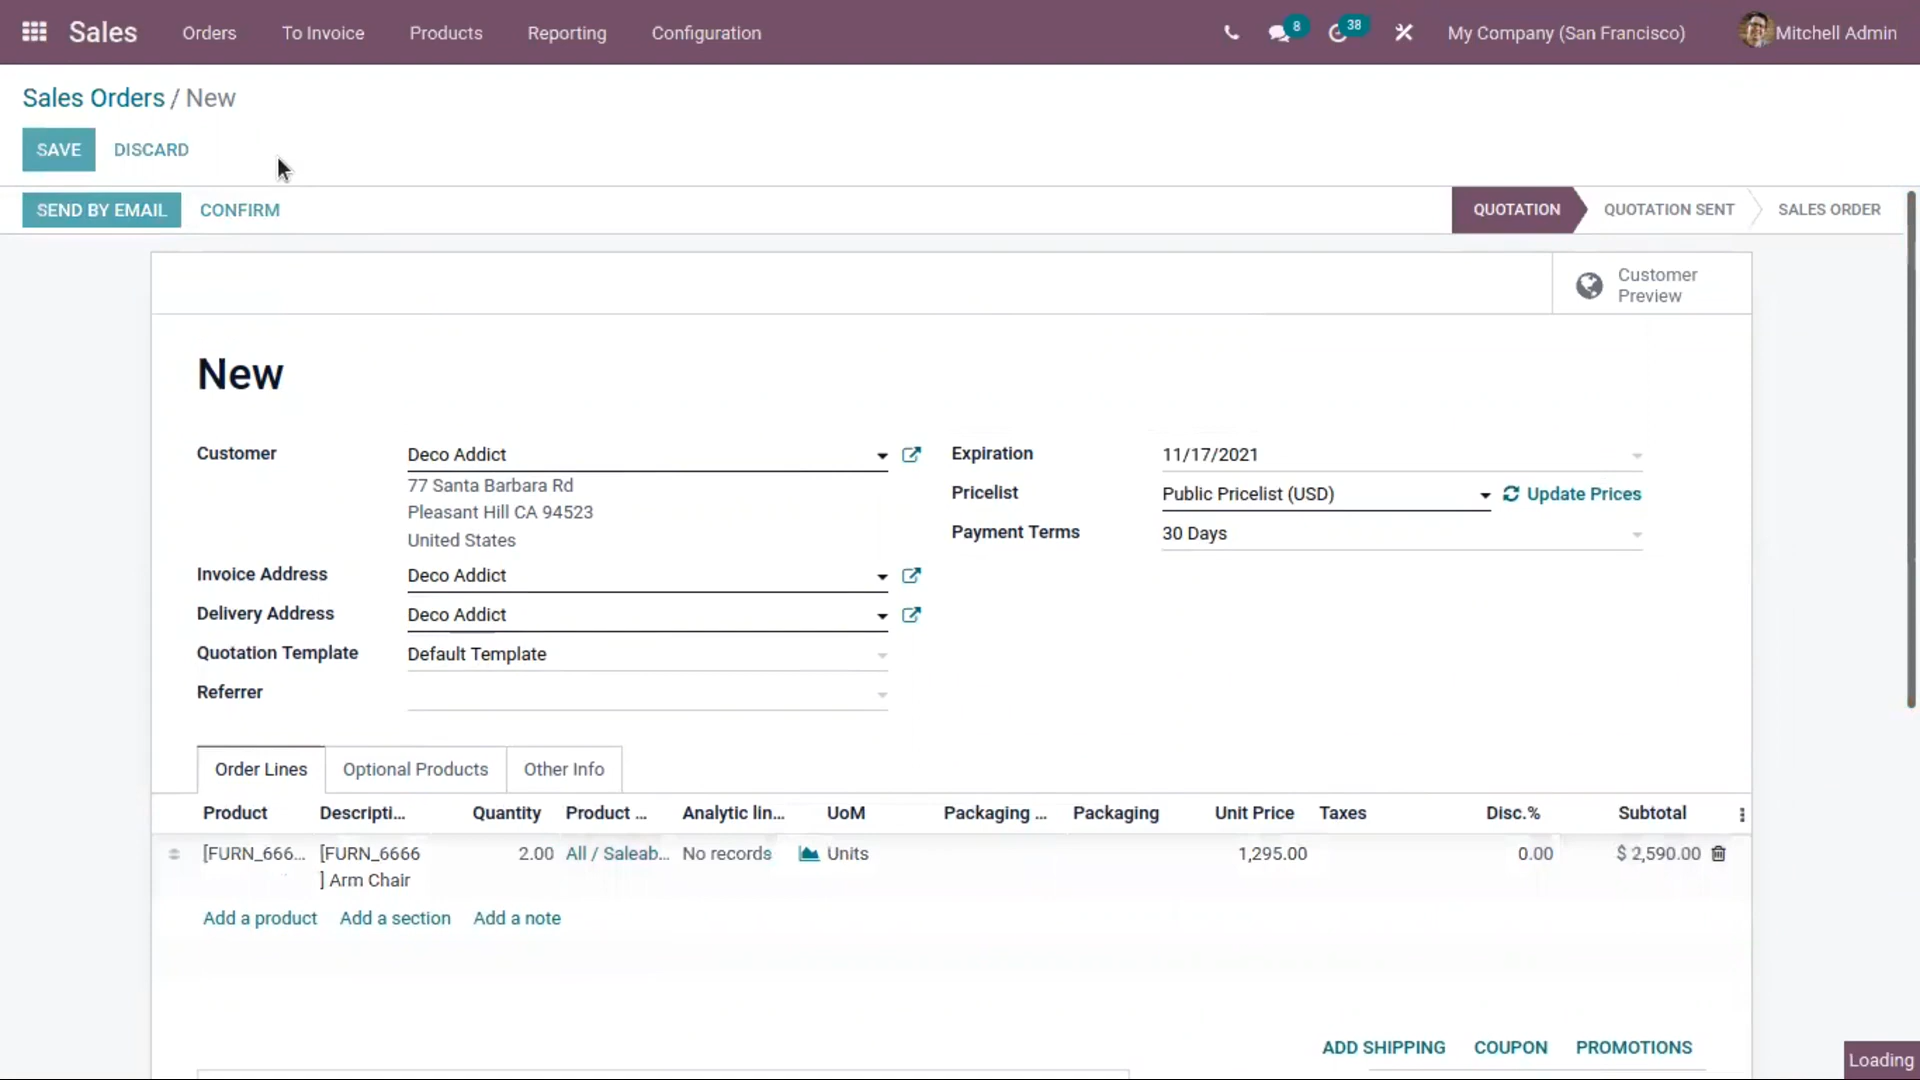 Sales Orders To Invoice Products Reporting Configuration 8 38 My Company (San Francisco) Mitchell Admin
Sales Orders / New
SAVE DISCARD
SEND BY EMAIL CONFIRM QUOTATION QUOTATION SENT SALES ORDER
Customer
Preview
New
Customer Deco Addict Expiration 11/17/2021
77 Santa Barbara Rd
Pricelist Public Pricelist (USD) Update Prices
Pleasant Hill CA 94523
Payment Terms 30 Days
United States
Invoice Address Deco Addict
Delivery Address Deco Addict
Quotation Template Default Template
Referrer
Order Lines Optional Products Other Info
Product Descripti... Quantity Product ... Analytic lin... UoM Packaging ... Packaging Unit Price Taxes Disc.% Subtotal
[FURN_666... [FURN_6666 2.00 All / Saleab... No records Units 1,295.00 0.00 $ 2,590.00
] Arm Chair
Add a product Add a section Add a note
ADD SHIPPING COUPON PROMOTIONS
Loading